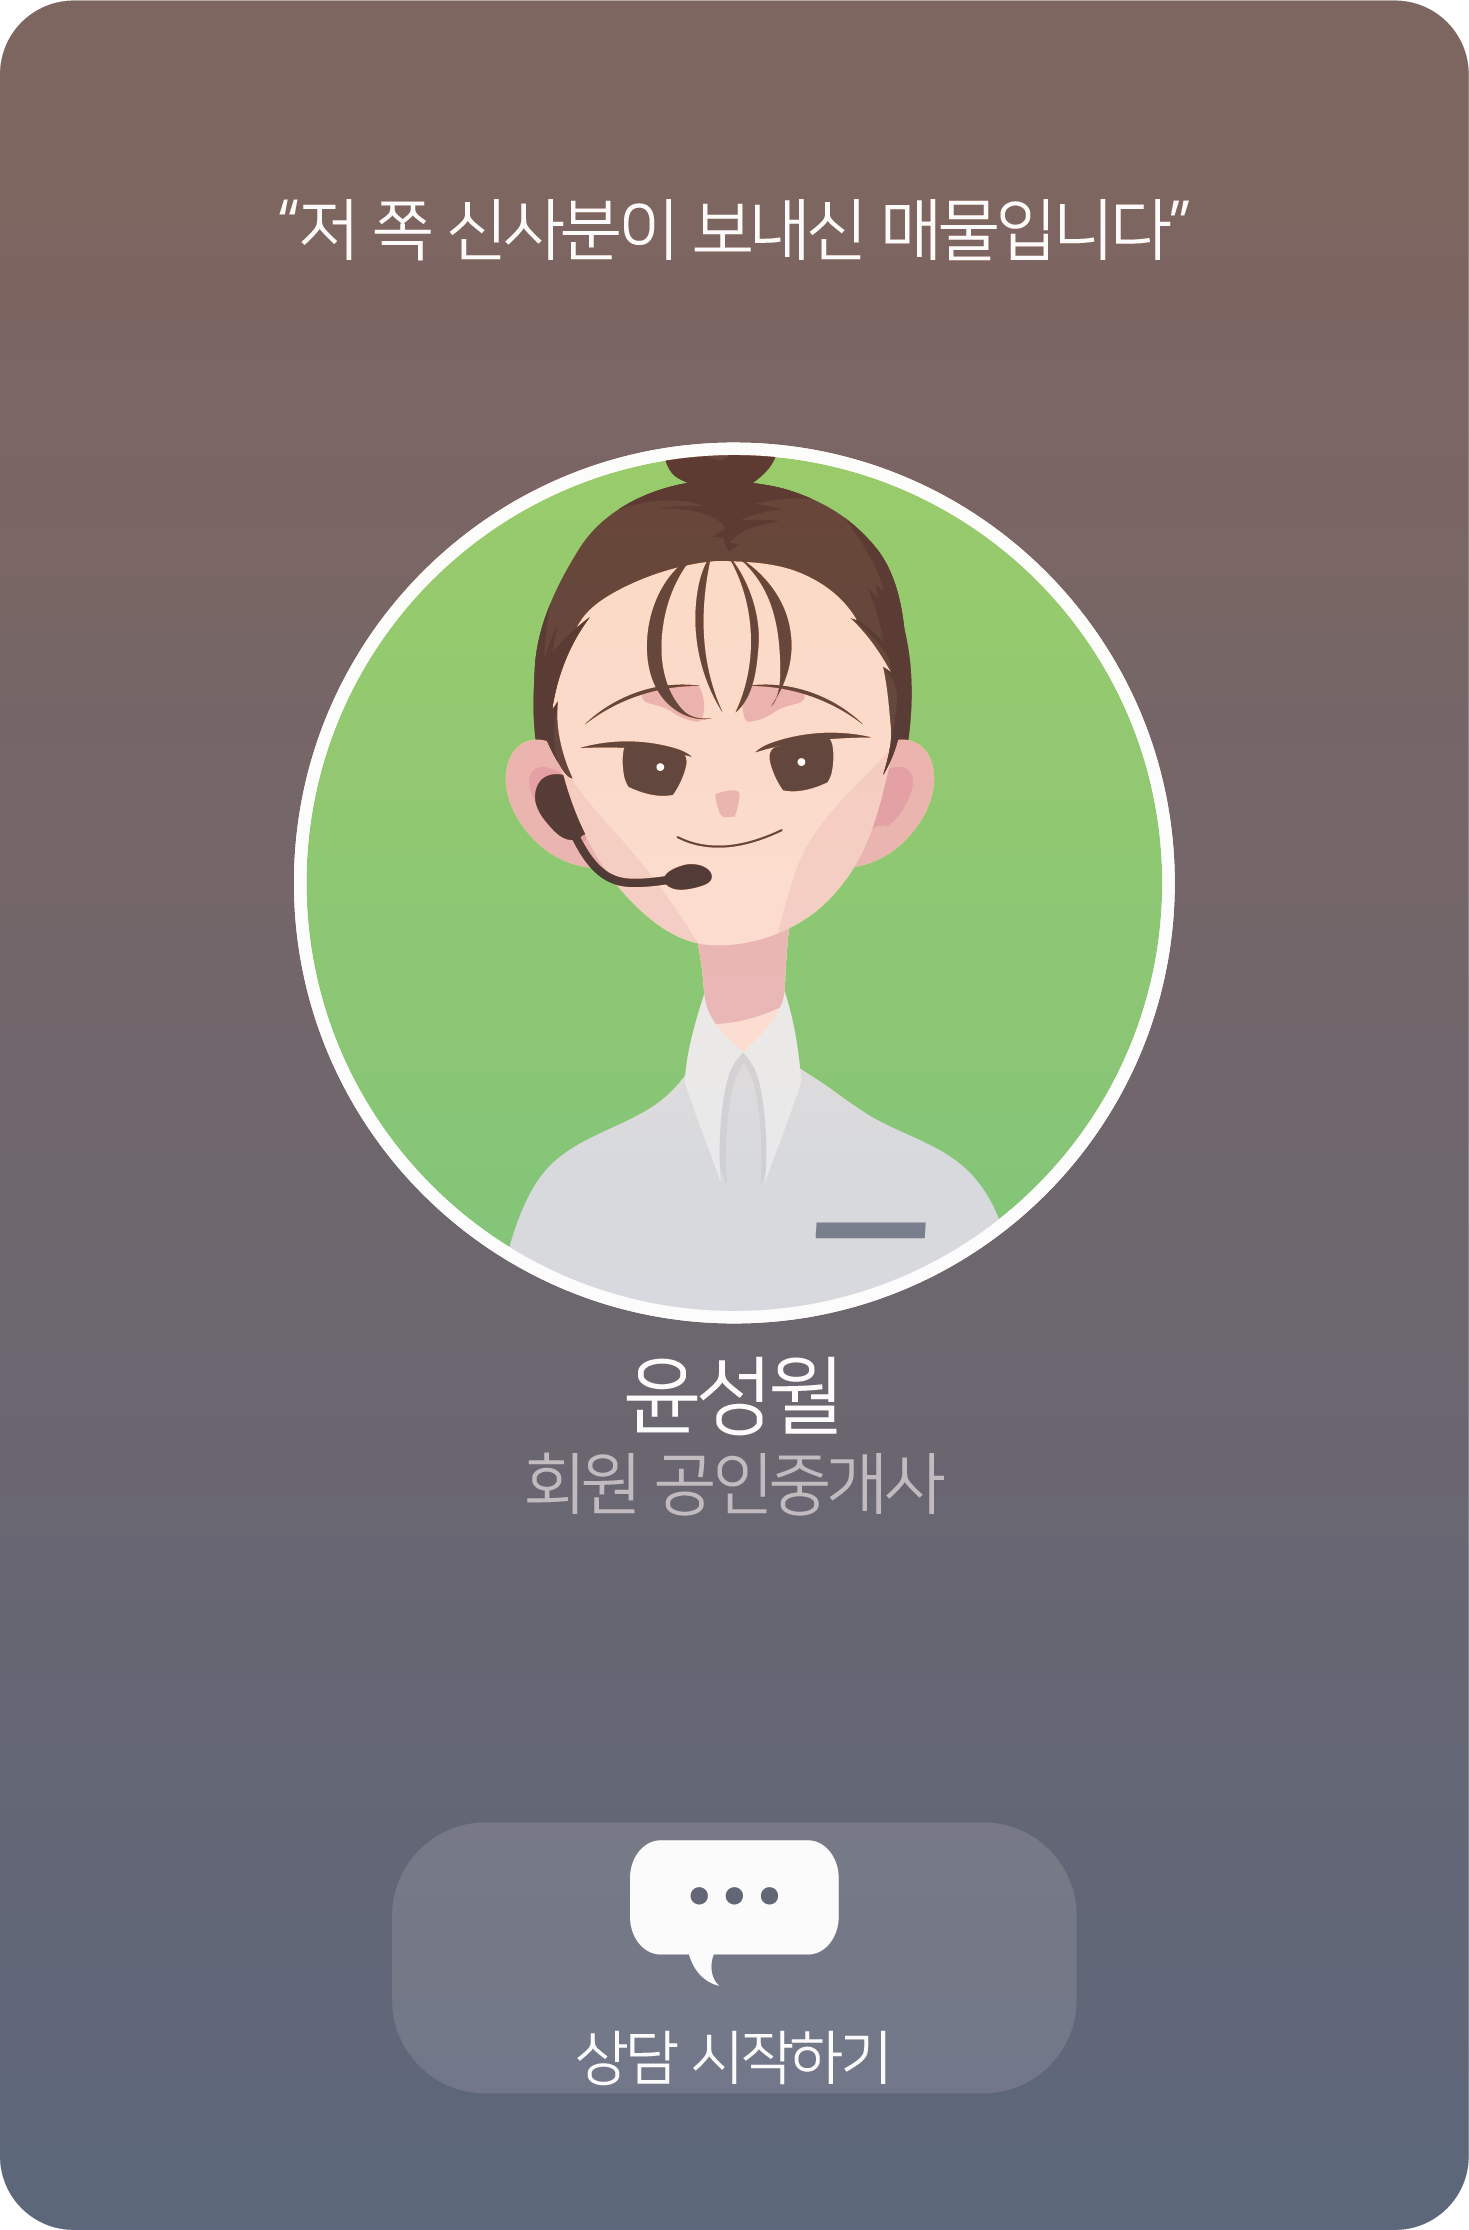 “저 쪽 신사분이 보내신 매물입니다”
윤성월
회원 공인중개사
상담 시작하기